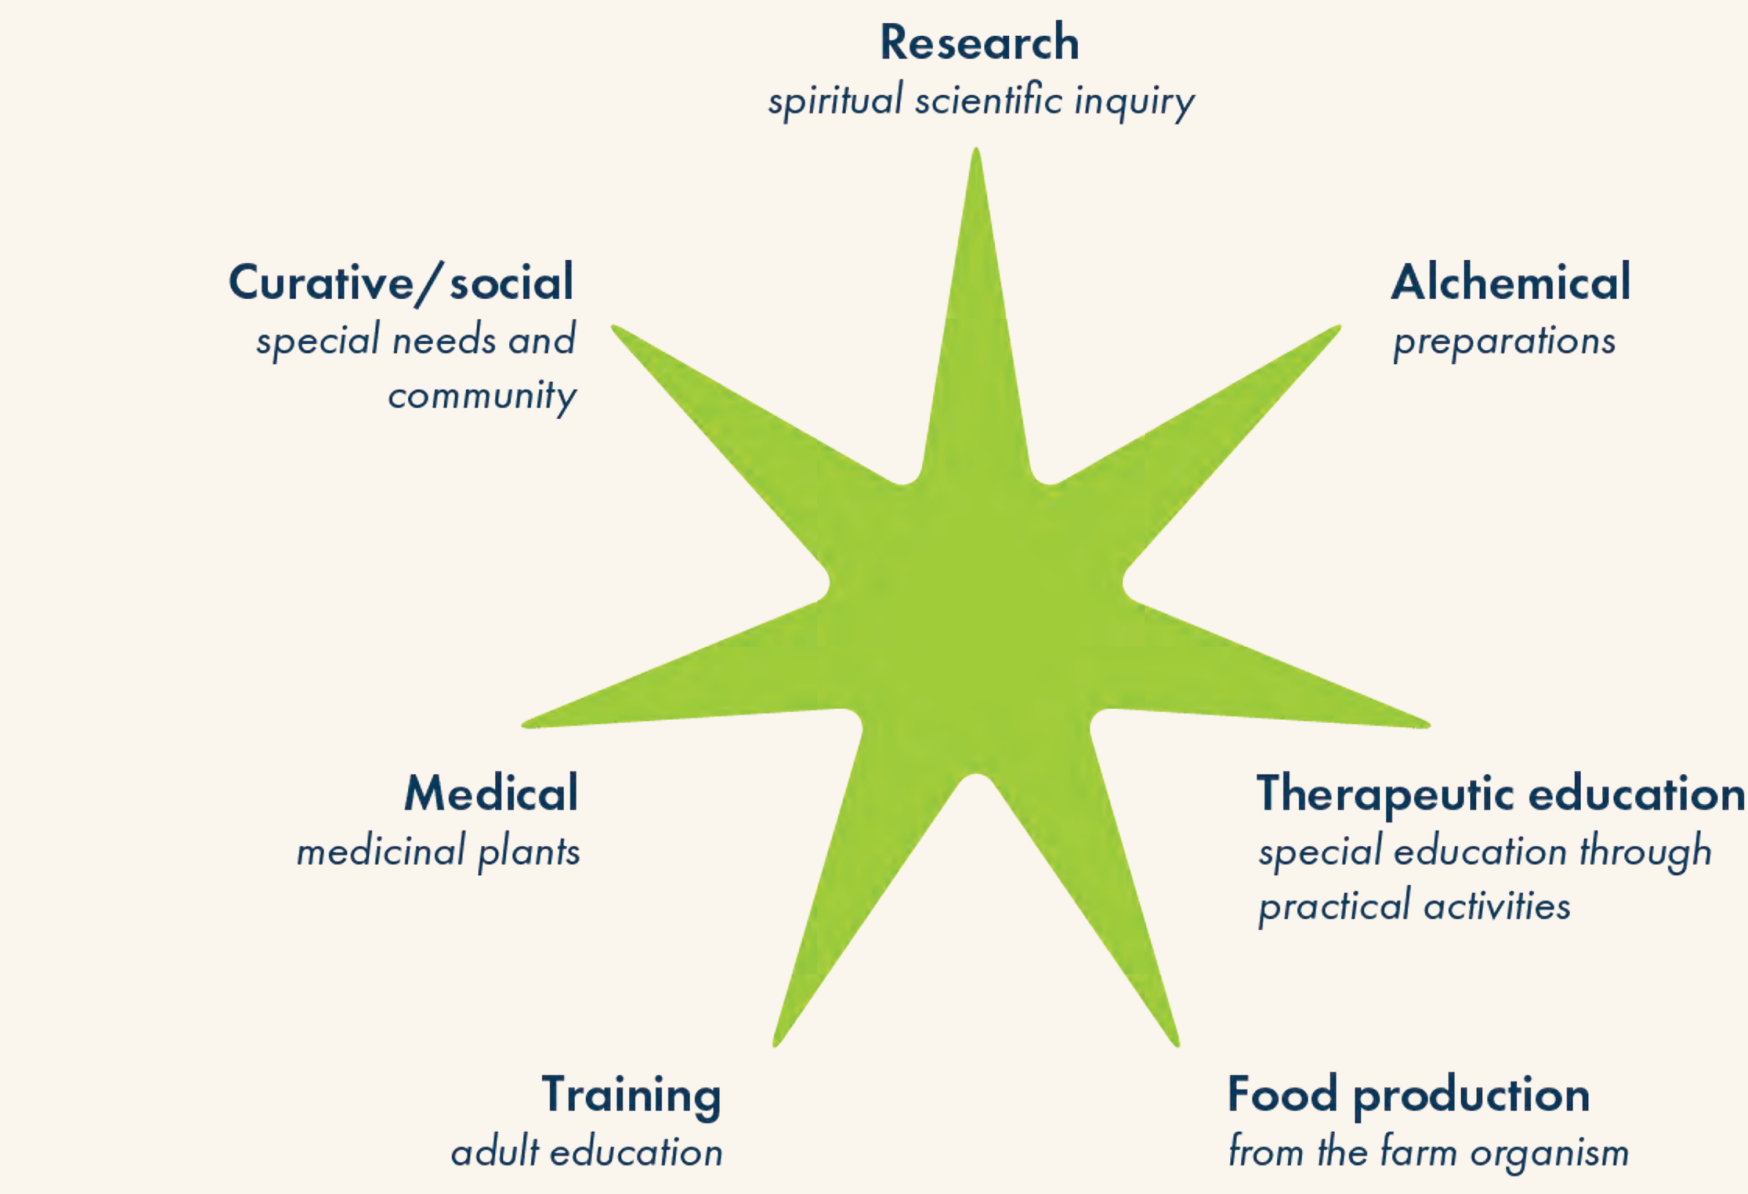 Research
spiritual scientific inquiry
Curative/social
special needs and
community
Alchemical
preparations
Medical
medicinal plants
Therapeutic education
special education through
practical activities
Training
adult education
Food production
from the farm organism